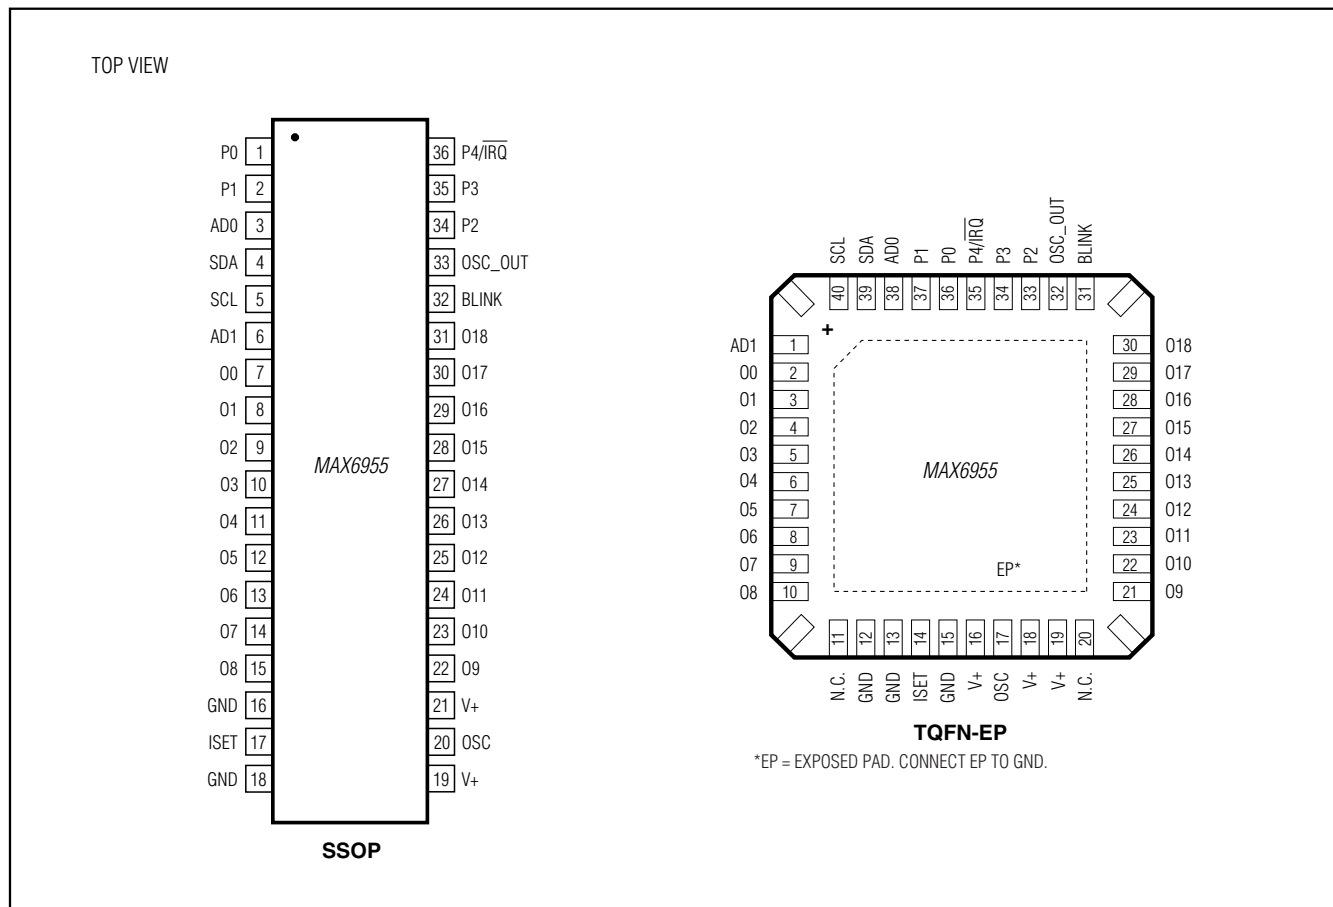 TOP VIEW
P0 1
P1 2
AD0 3
SDA 4
SCL 5
AD1 6
O0 7
O1 8
O2 9
O3 10
O4 11
O5 12
O6 13
O7 14
O8 15
GND 16
ISET 17
GND 18
MAX6955
36 P4/IRQ
35 P3
34 P2
33 OSC_OUT
32 BLINK
31 O18
30 O17
29 O16
28 O15
27 O14
26 O13
25 O12
24 O11
23 O10
22 O9
21 V+
20 OSC
19 V+
SSOP
SCL 40
SDA 39
AD0 38
P1 37
P0 36
P4/IRQ 35
P3 34
P2 33
OSC_OUT 32
BLINK 31
+
AD1 1
O0 2
O1 3
O2 4
O3 5
O4 6
O5 7
O6 8
O7 9
O8 10
MAX6955
EP*
30 O18
29 O17
28 O16
27 O15
26 O14
25 O13
24 O12
23 O11
22 O10
21 O9
N.C. 11
GND 12
GND 13
ISET 14
GND 15
V+ 16
OSC 17
V+ 18
V+ 19
N.C. 20
TQFN-EP
*EP = EXPOSED PAD. CONNECT EP TO GND.